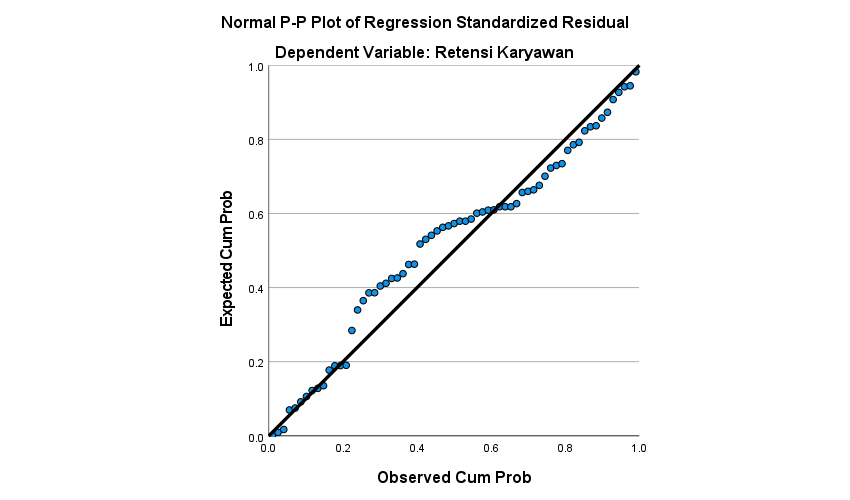 Normal P-P Plot of Regression Standardized Residual
Dependent Variable: Retensi Karyawan
1.0
0.8
0.6
0.4
0.2
0.0
Expected Cum Prob
0.0 0.2 0.4 0.6 0.8 1.0
Observed Cum Prob